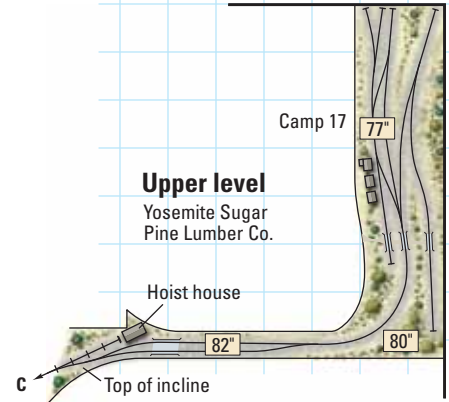 Camp 17
77"
Upper level
Yosemite Sugar
Pine Lumber Co.
Hoist house
82"
80"
C
Top of incline